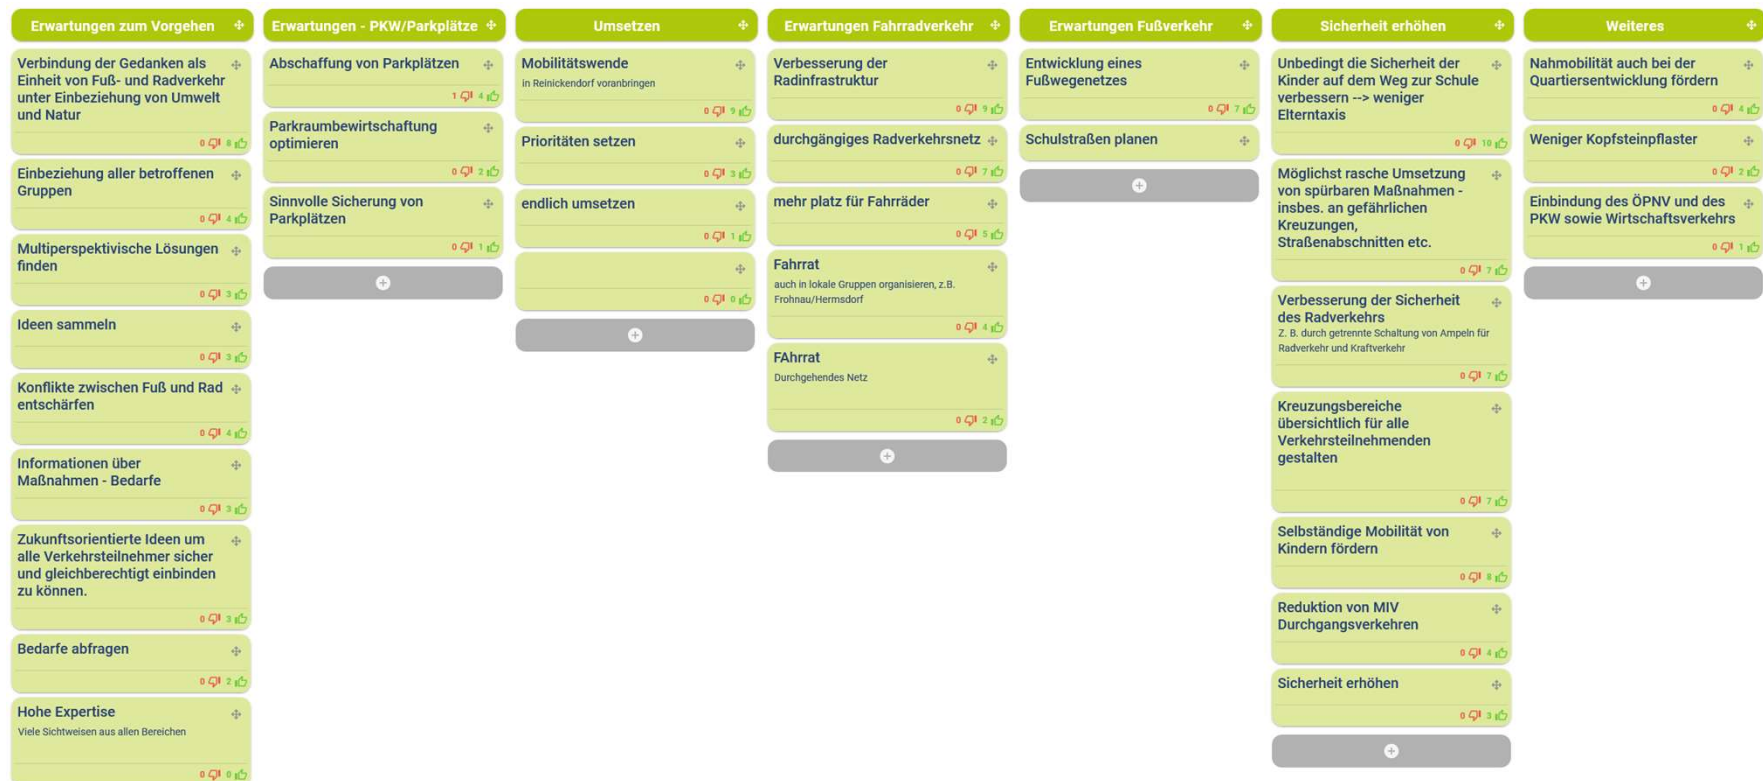 Erwartungen zum Vorgehen
Verbindung der Gedanken als
Einheit von Fuß- und Radverkehr
unter Einbeziehung von Umwelt
und Natur
0 8
Einbeziehung aller betroffenen
Gruppen
0 4
Multiperspektivische Lösungen
finden
0 3
Ideen sammeln
0 3
Konflikte zwischen Fuß und Rad
entschärfen
0 4
Informationen über
Maßnahmen - Bedarfe
0 3
Zukunftsorientierte Ideen um
alle Verkehrsteilnehmer sicher
und gleichberechtigt einbinden
zu können.
0 3
Bedarfe abfragen
0 2
Hohe Expertise
Viele Sichtweisen aus allen Bereichen
0 0
Erwartungen - PKW/Parkplätze
Abschaffung von Parkplätzen
1 4
Parkraumbewirtschaftung
optimieren
0 2
Sinnvolle Sicherung von
Parkplätzen
0 1
Umsetzen
Mobilitätswende
in Reinickendorf voranbringen
0 9
Prioritäten setzen
0 3
endlich umsetzen
0 1
0 0
Erwartungen Fahrradverkehr
Verbesserung der
Radinfrastruktur
0 9
durchgängiges Radverkehrsnetz
0 7
mehr platz für Fahrräder
0 5
Fahrrat
auch in lokale Gruppen organisieren, z.B.
Frohnau/Hermsdorf
0 4
FAhrrat
Durchgehendes Netz
0 2
Erwartungen Fußverkehr
Entwicklung eines
Fußwegenetzes
0 7
Schulstraßen planen
Sicherheit erhöhen
Unbedingt die Sicherheit der
Kinder auf dem Weg zur Schule
verbessern --> weniger
Elterntaxis
0 10
Möglichst rasche Umsetzung
von spürbaren Maßnahmen -
insbes. an gefährlichen
Kreuzungen,
Straßenabschnitten etc.
0 7
Verbesserung der Sicherheit
des Radverkehrs
Z. B. durch getrennte Schaltung von Ampeln für
Radverkehr und Kraftverkehr
0 7
Kreuzungsbereiche
übersichtlich für alle
Verkehrsteilnehmenden
gestalten
0 7
Selbständige Mobilität von
Kindern fördern
0 8
Reduktion von MIV
Durchgangsverkehren
0 4
Sicherheit erhöhen
0 3
Weiteres
Nahmobilität auch bei der
Quartiersentwicklung fördern
0 4
Weniger Kopfsteinpflaster
0 2
Einbindung des ÖPNV und des
PKW sowie Wirtschaftsverkehrs
0 1